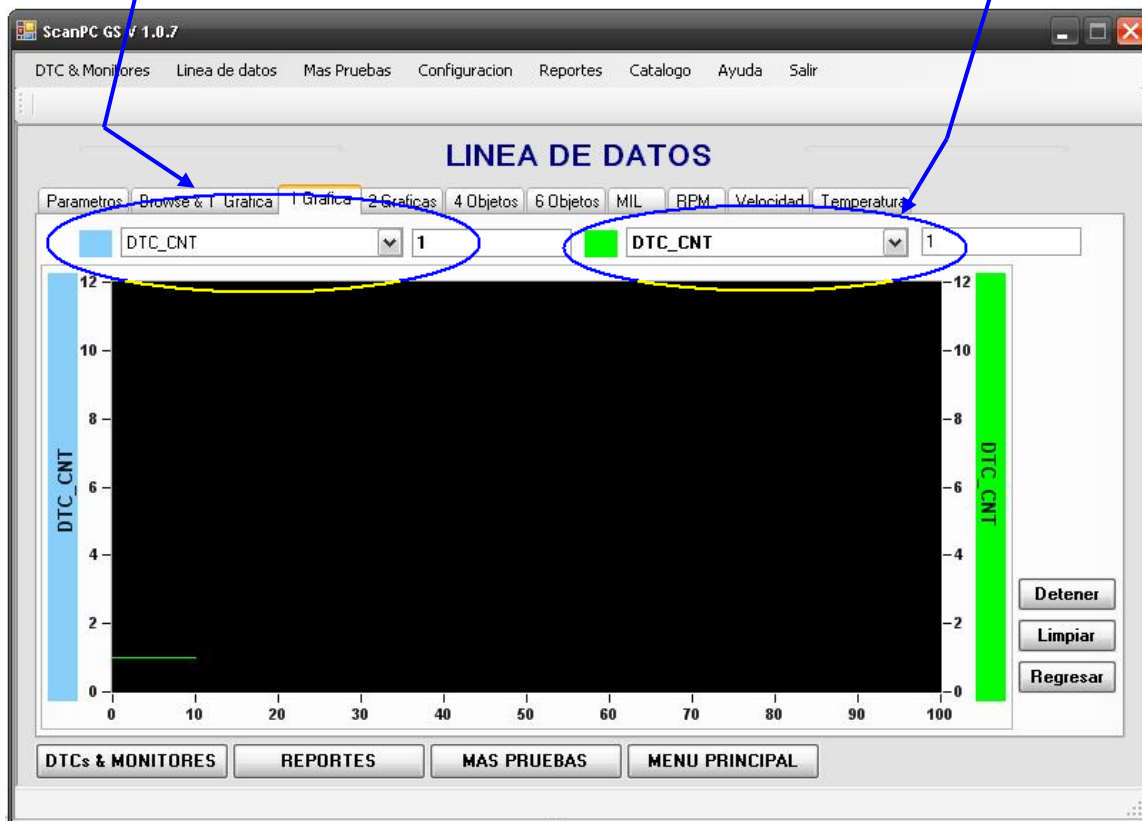 ScanPC GS V 1.0.7
DTC & Monitores Linea de datos Mas Pruebas Configuracion Reportes Catalogo Ayuda Salir
LINEA DE DATOS
Parametros Browse & 1 Grafica 1 Grafica 2 Graficas 4 Objetos 6 Objetos MIL RPM Velocidad Temperatura
DTC_CNT 1 DTC_CNT 1
12 12
10 10
8 8
DTC_CNT DTC_CNT
6 6
4 4
Detener
2 2
Limpiar
Regresar
0 0
0 10 20 30 40 50 60 70 80 90 100
DTCs & MONITORES REPORTES MAS PRUEBAS MENU PRINCIPAL